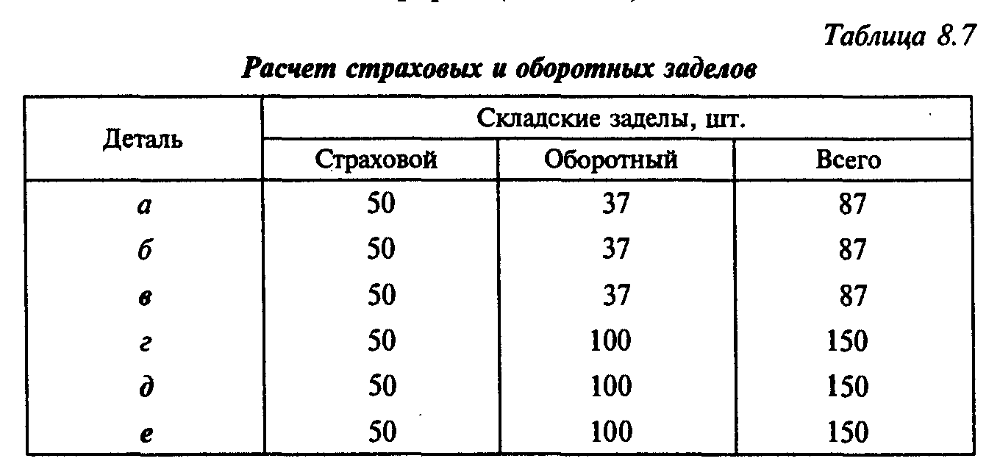 Таблица 8.7
Расчет страховых и оборотных заделов
Деталь
Складские заделы, шт.
Страховой Оборотный Всего
а 50 37 87
б 50 37 87
в 50 37 87
г 50 100 150
д 50 100 150
е 50 100 150